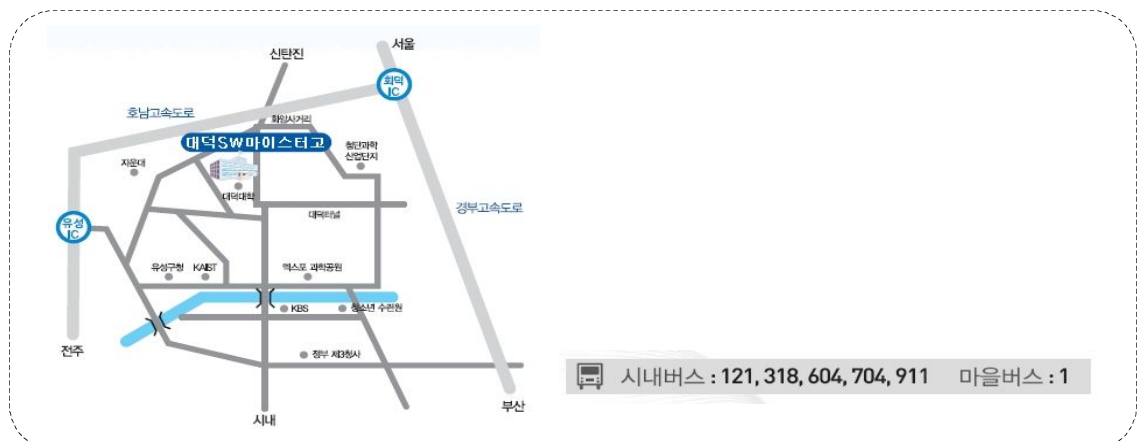 서울
신탄진
회덕 IC
호남고속도로
화암사거리
대덕SW마이스터고
첨단과학
산업단지
자운대
대덕대학
대덕터널
경부고속도로
유성 IC
유성구청
KAIST
엑스포 과학공원
KBS
청소년 수련원
전주
정부 제3청사
시내버스 : 121, 318, 604, 704, 911 마을버스 : 1
부산
시내